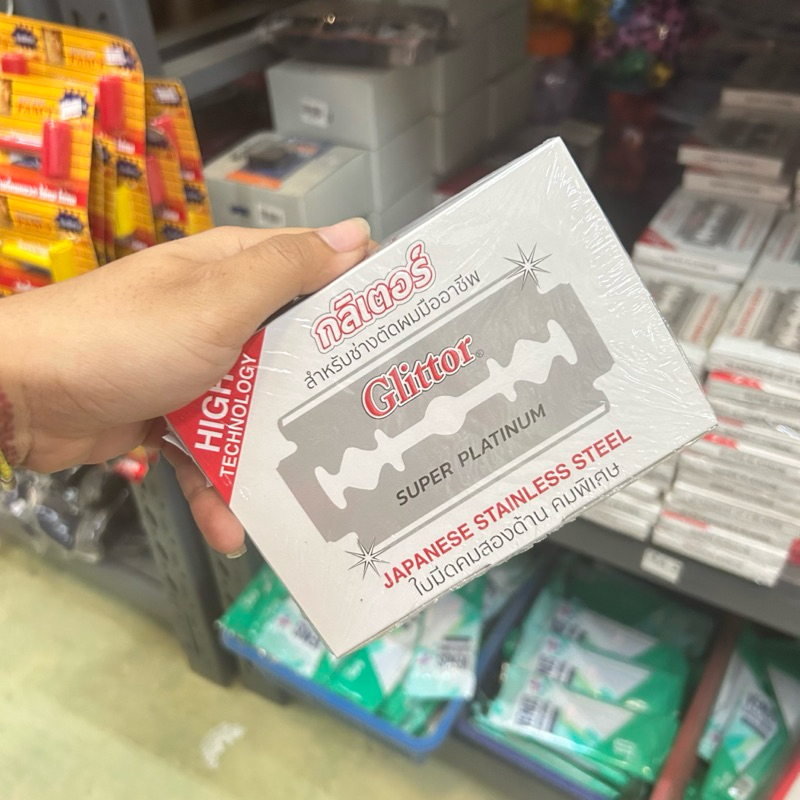 กลิตเตอร์
สำหรับช่างตัดผมมืออาชีพ
HIGH
TECHNOLOGY
Glittor®
SUPER PLATINUM
JAPANESE STAINLESS STEEL
ใบมีดคมสองด้าน คมพิเศษ